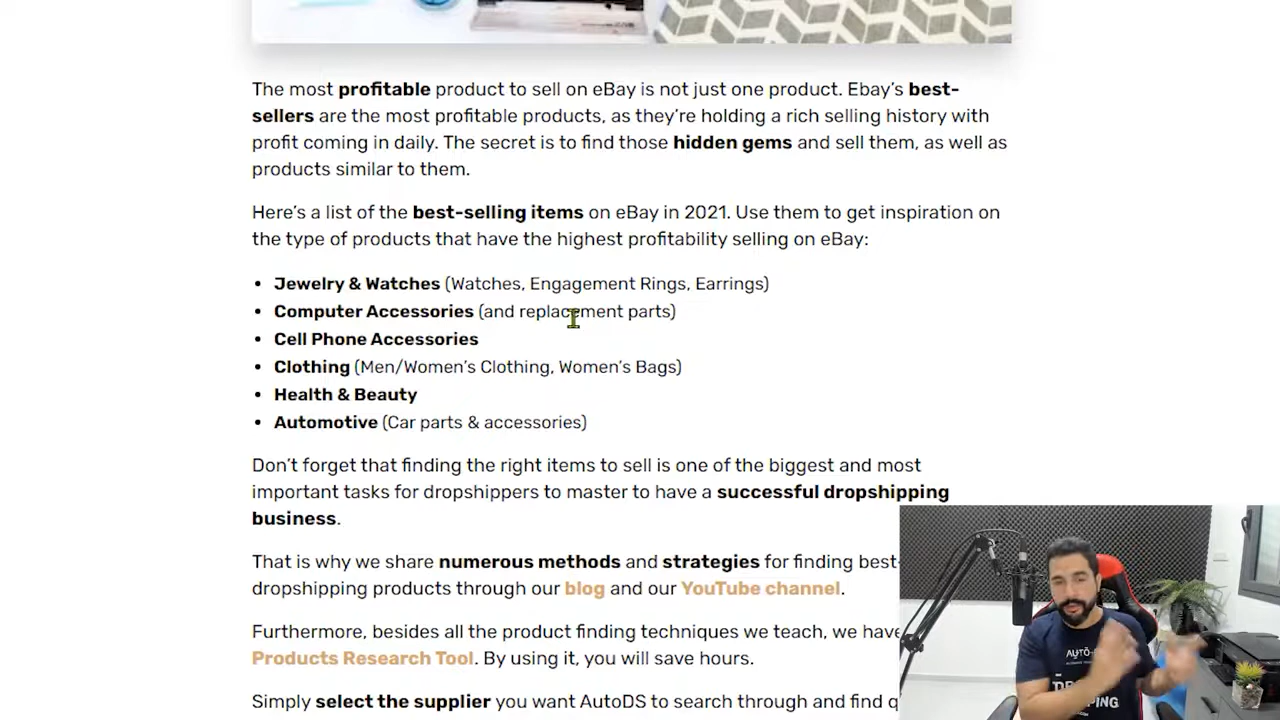 The most profitable product to sell on eBay is not just one product. Ebay's best-
sellers are the most profitable products, as they're holding a rich selling history with
profit coming in daily. The secret is to find those hidden gems and sell them, as well as
products similar to them.
Here's a list of the best-selling items on eBay in 2021. Use them to get inspiration on
the type of products that have the highest profitability selling on eBay:
• Jewelry & Watches (Watches, Engagement Rings, Earrings)
• Computer Accessories (and replacement parts)
• Cell Phone Accessories
• Clothing (Men/Women's Clothing, Women's Bags)
• Health & Beauty
• Automotive (Car parts & accessories)
Don't forget that finding the right items to sell is one of the biggest and most
important tasks for dropshippers to master to have a successful dropshipping
business.
That is why we share numerous methods and strategies for finding best-
dropshipping products through our blog and our YouTube channel.
Furthermore, besides all the product finding techniques we teach, we have
Products Research Tool. By using it, you will save hours.
Simply select the supplier you want AutoDS to search through and find q